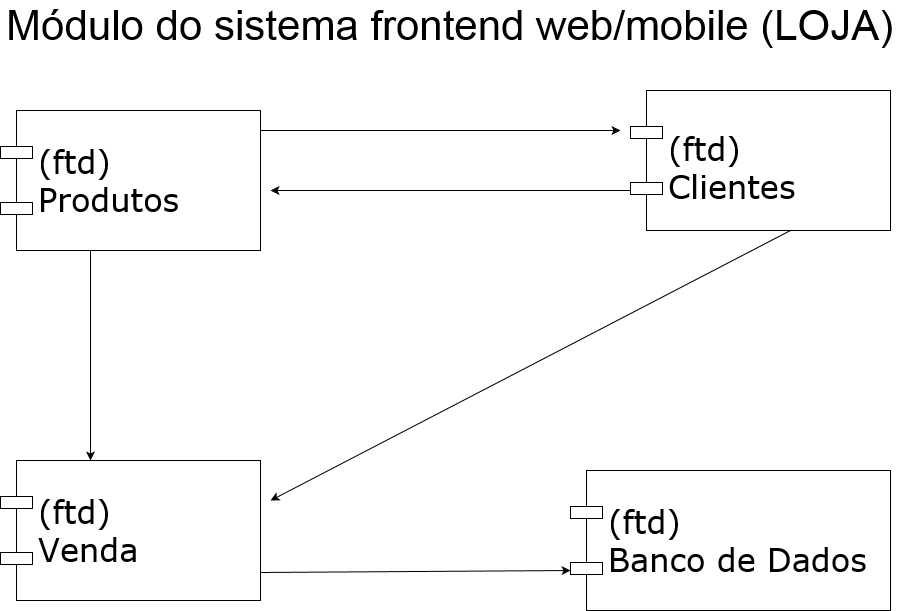 Módulo do sistema frontend web/mobile (LOJA)
(ftd)
Produtos
(ftd)
Clientes
(ftd)
Venda
(ftd)
Banco de Dados